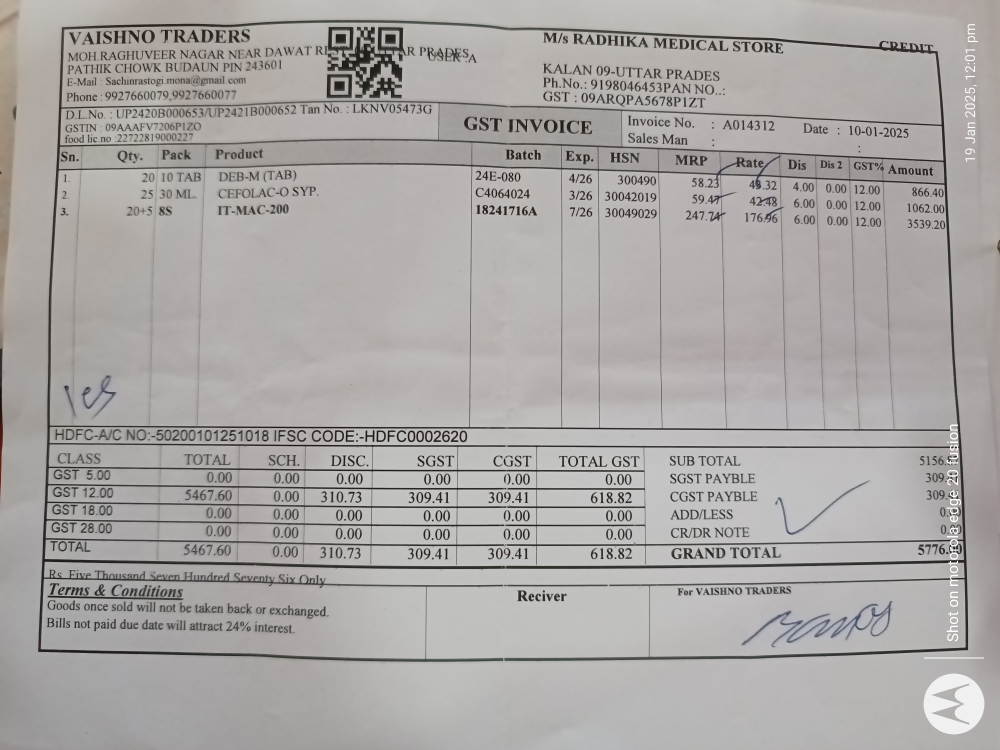 VAISHNO TRADERS
MOH.RAGHUVEER NAGAR NEAR DAWAT UTTAR PRADES
PATHIK CHOWK BUDAUN PIN 243601
E-Mail : Sachinrastogi.mona@gmail.com
Phone : 9927660079,9927660077
M/s RADHIKA MEDICAL STORE
CREDIT
KALAN 09-UTTAR PRADES
Ph.No.: 9198046453PAN NO..:
GST : 09ARQPA5678P1ZT
D.L.No. : UP2420B000653/UP2421B000652 Tan No. : LKNV05473G
GSTIN : 09AAAFV7206P1ZO
food lic.no :22722819000227
GST INVOICE
Invoice No. : A014312 Date : 10-01-2025
Sales Man : :
Sn. Qty. Pack Product Batch Exp. HSN MRP Rate Dis Dis 2 GST% Amount
1. 20 10 TAB DEB-M (TAB) 24E-080 4/26 300490 58.23 4.00 0.00 12.00 866.40
2. 25 30 ML. CEFOLAC-O SYP. C4064024 3/26 30042019 59.47 42.48 6.00 0.00 12.00 1062.00
3. 20+5 8S IT-MAC-200 18241716A 7/26 30049029 247.74 176.96 6.00 0.00 12.00 3539.20
yes
HDFC-A/C NO:-50200101251018 IFSC CODE:-HDFC0002620
CLASS TOTAL SCH. DISC. SGST CGST TOTAL GST
GST 5.00 0.00 0.00 0.00 0.00 0.00 0.00
GST 12.00 5467.60 0.00 310.73 309.41 309.41 618.82
GST 18.00 0.00 0.00 0.00 0.00 0.00 0.00
GST 28.00 0.00 0.00 0.00 0.00 0.00 0.00
TOTAL 5467.60 0.00 310.73 309.41 309.41 618.82
SUB TOTAL
SGST PAYBLE
CGST PAYBLE
ADD/LESS
CR/DR NOTE
GRAND TOTAL
Rs. Five Thousand Seven Hundred Seventy Six Only
Terms & Conditions
Goods once sold will not be taken back or exchanged.
Bills not paid due date will attract 24% interest.
Reciver
For VAISHNO TRADERS
19 Jan 2025, 12:01 pm
Shot on motorola edge 20 fusion